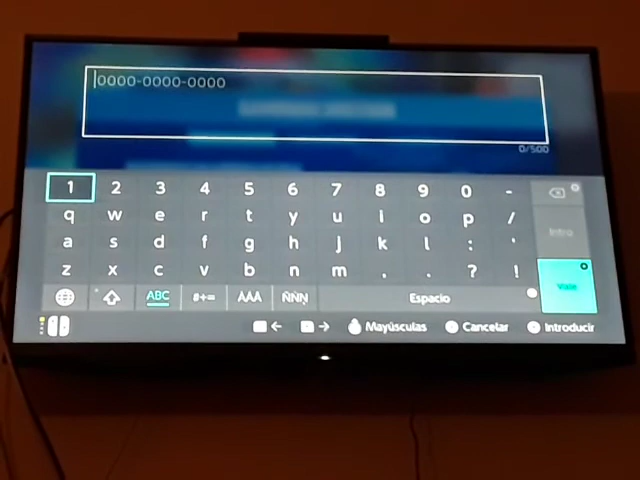 0000-0000-0000
0/500
1 2 3 4 5 6 7 8 9 0 -
q w e r t y u i o p /
Intro
a s d f g h j k l : '
z x c v b n m , . ? !
Vale
ABC #+= ÀÄÂ ÑŅŊ Espacio
Mayúsculas Cancelar Introducir